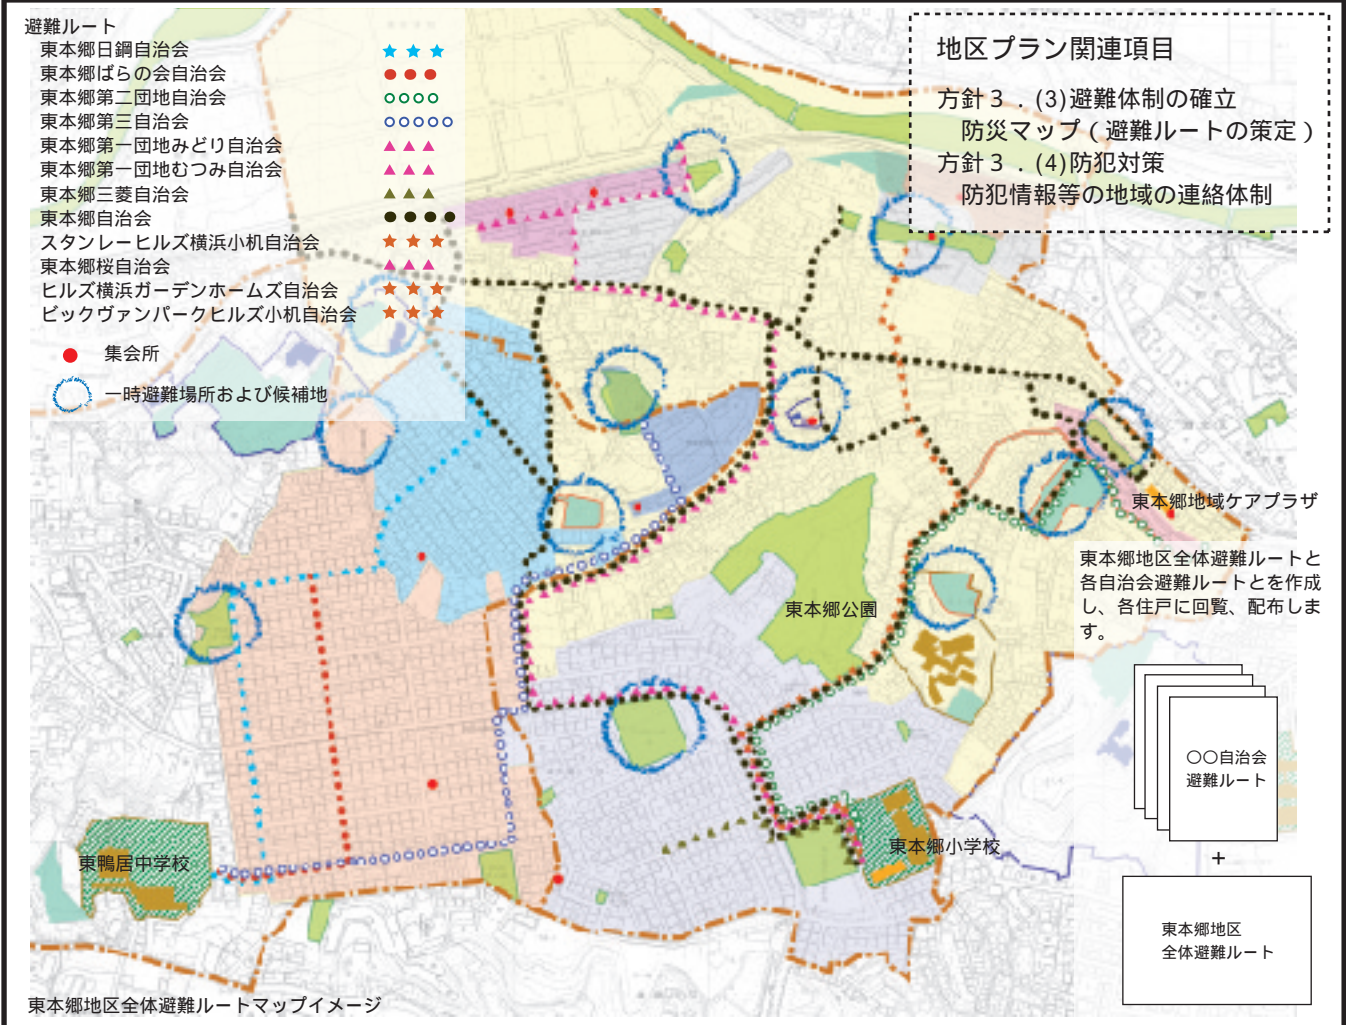 避難ルート
東本郷日鋼自治会
東本郷ばらの会自治会
東本郷第二団地自治会
東本郷第三自治会
東本郷第一団地みどり自治会
東本郷第一団地むつみ自治会
東本郷三菱自治会
東本郷自治会
スタンレーヒルズ横浜小机自治会
東本郷桜自治会
ヒルズ横浜ガーデンホームズ自治会
ビックヴァンパークヒルズ小机自治会
集会所
一時避難場所および候補地
地区プラン関連項目
方針３．(3)避難体制の確立
防災マップ（避難ルートの策定）
方針３．(4)防犯対策
防犯情報等の地域の連絡体制
東本郷地域ケアプラザ
東本郷地区全体避難ルートと
各自治会避難ルートとを作成
し、各住戸に回覧、配布しま
す。
東本郷公園
〇〇自治会
避難ルート
+
東本郷小学校
東鴨居中学校
東本郷地区
全体避難ルート
東本郷地区全体避難ルートマップイメージ